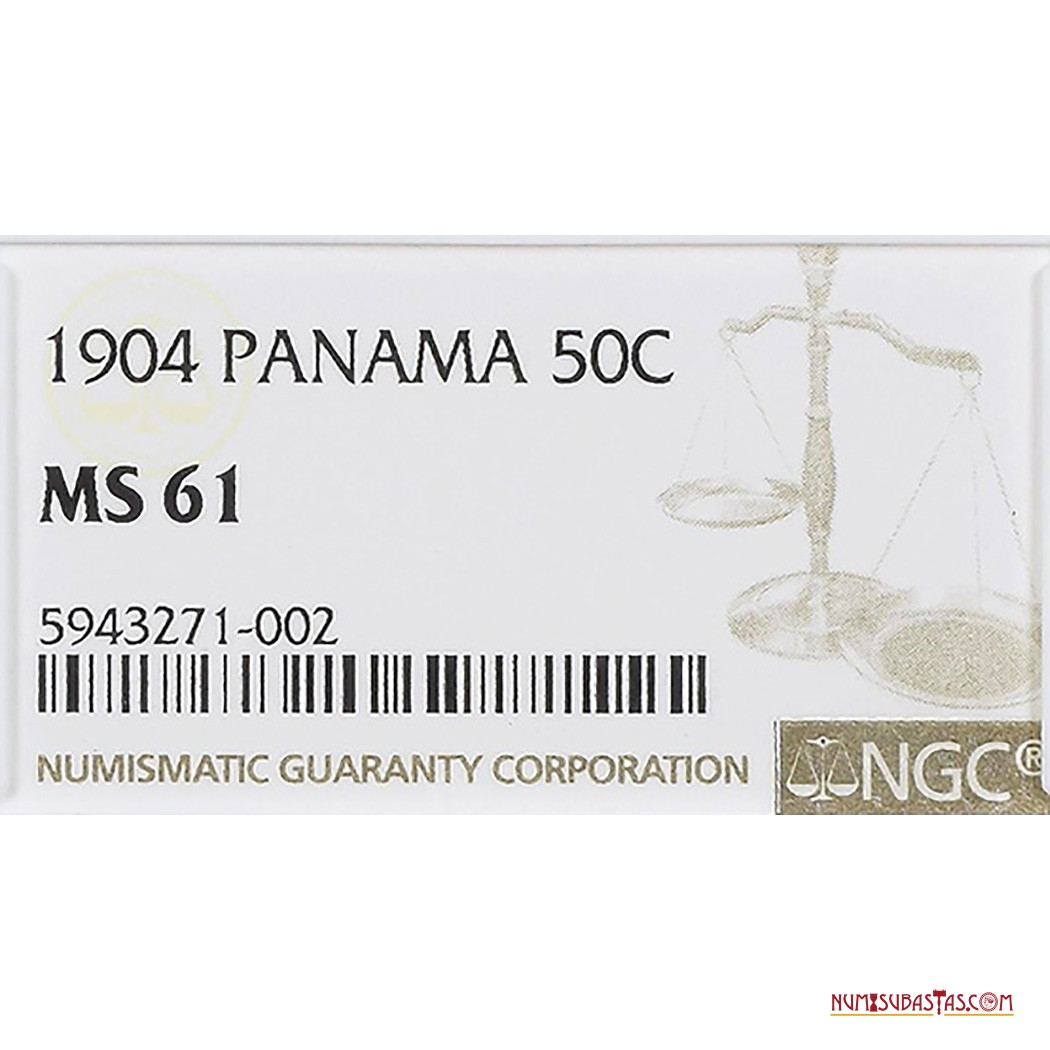 1904 PANAMA 50C
MS 61
5943271-002
NUMISMATIC GUARANTY CORPORATION
NGC®
NUMISUBASTAS.COM